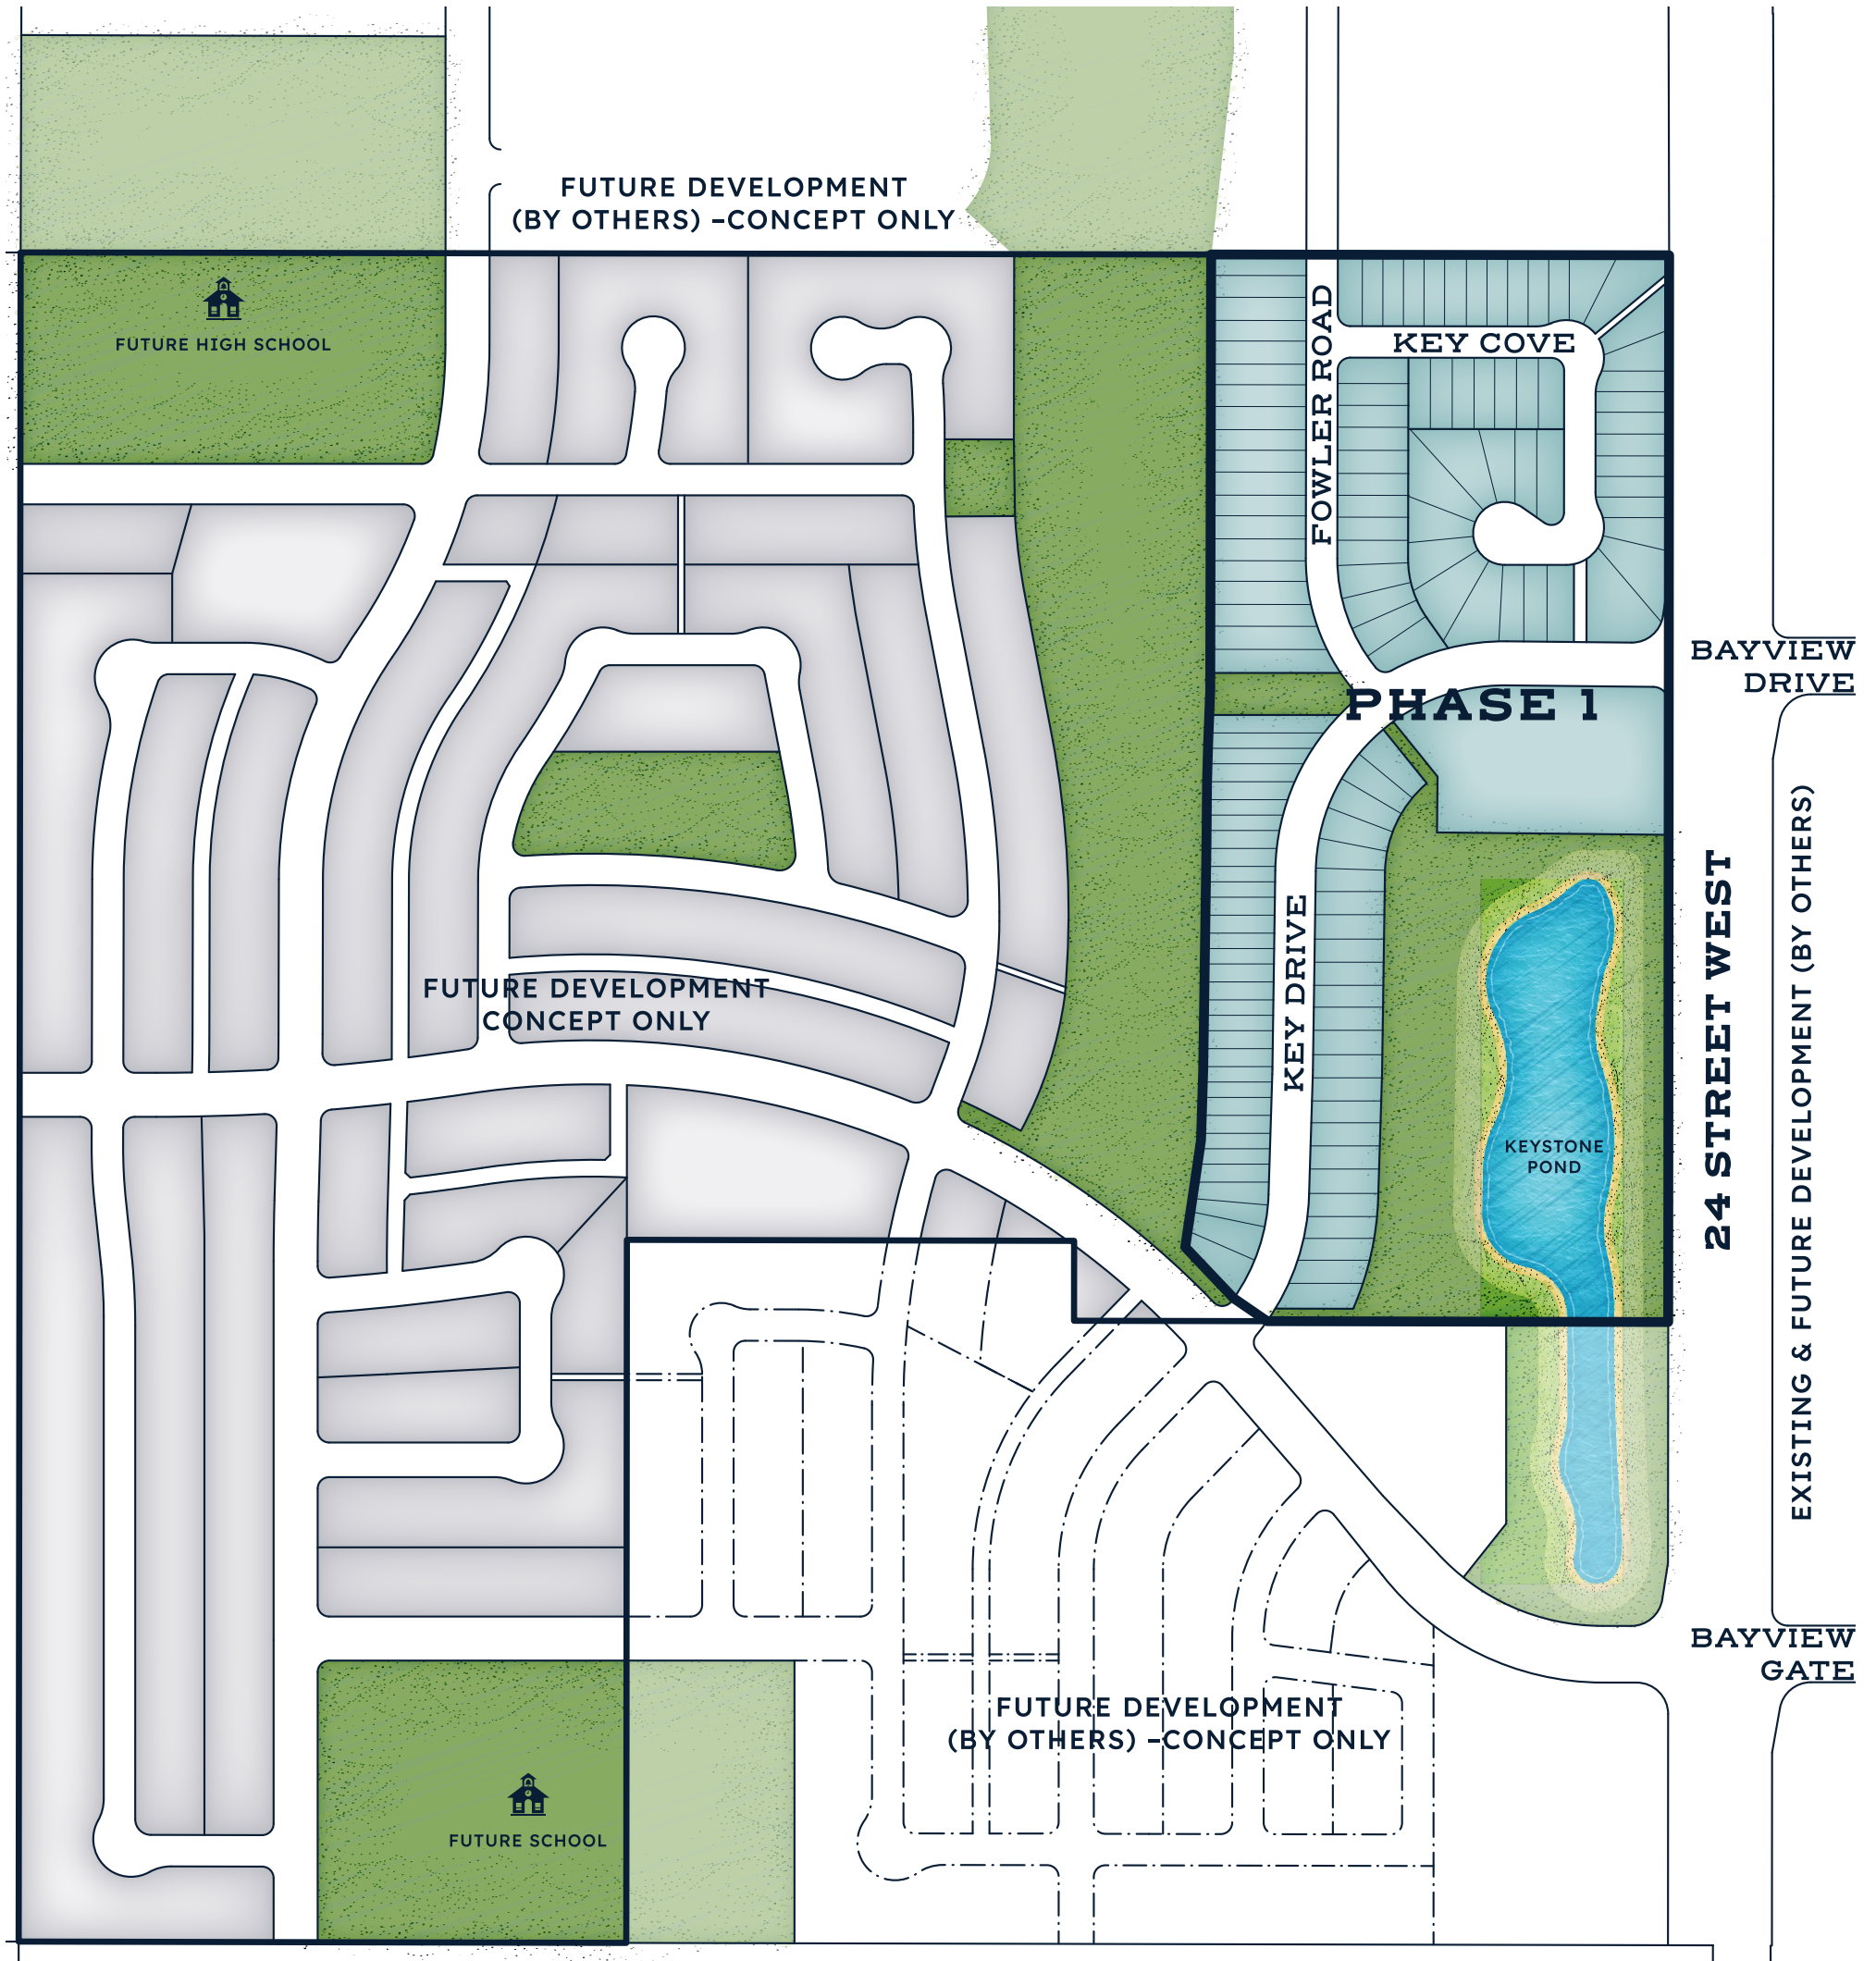 FUTURE DEVELOPMENT
(BY OTHERS) –CONCEPT ONLY
FUTURE HIGH SCHOOL
FOWLER ROAD
KEY COVE
BAYVIEW
DRIVE
PHASE 1
KEY DRIVE
24 STREET WEST
EXISTING & FUTURE DEVELOPMENT (BY OTHERS)
FUTURE DEVELOPMENT
CONCEPT ONLY
KEYSTONE
POND
BAYVIEW
GATE
FUTURE DEVELOPMENT
(BY OTHERS) –CONCEPT ONLY
FUTURE SCHOOL